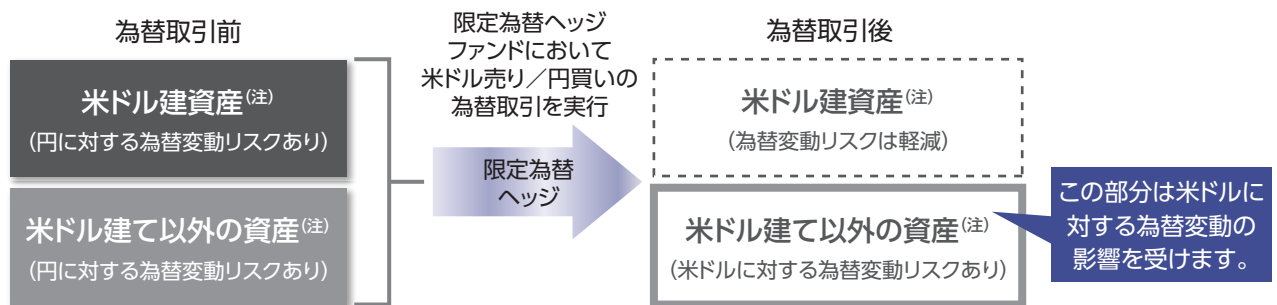 為替取引前
米ドル建資産(注)
(円に対する為替変動リスクあり)
米ドル建て以外の資産(注)
(円に対する為替変動リスクあり)
限定為替ヘッジ
ファンドにおいて
米ドル売り／円買いの
為替取引を実行
限定為替
ヘッジ
為替取引後
米ドル建資産(注)
(為替変動リスクは軽減)
米ドル建て以外の資産(注)
(米ドルに対する為替変動リスクあり)
この部分は米ドルに
対する為替変動の
影響を受けます。